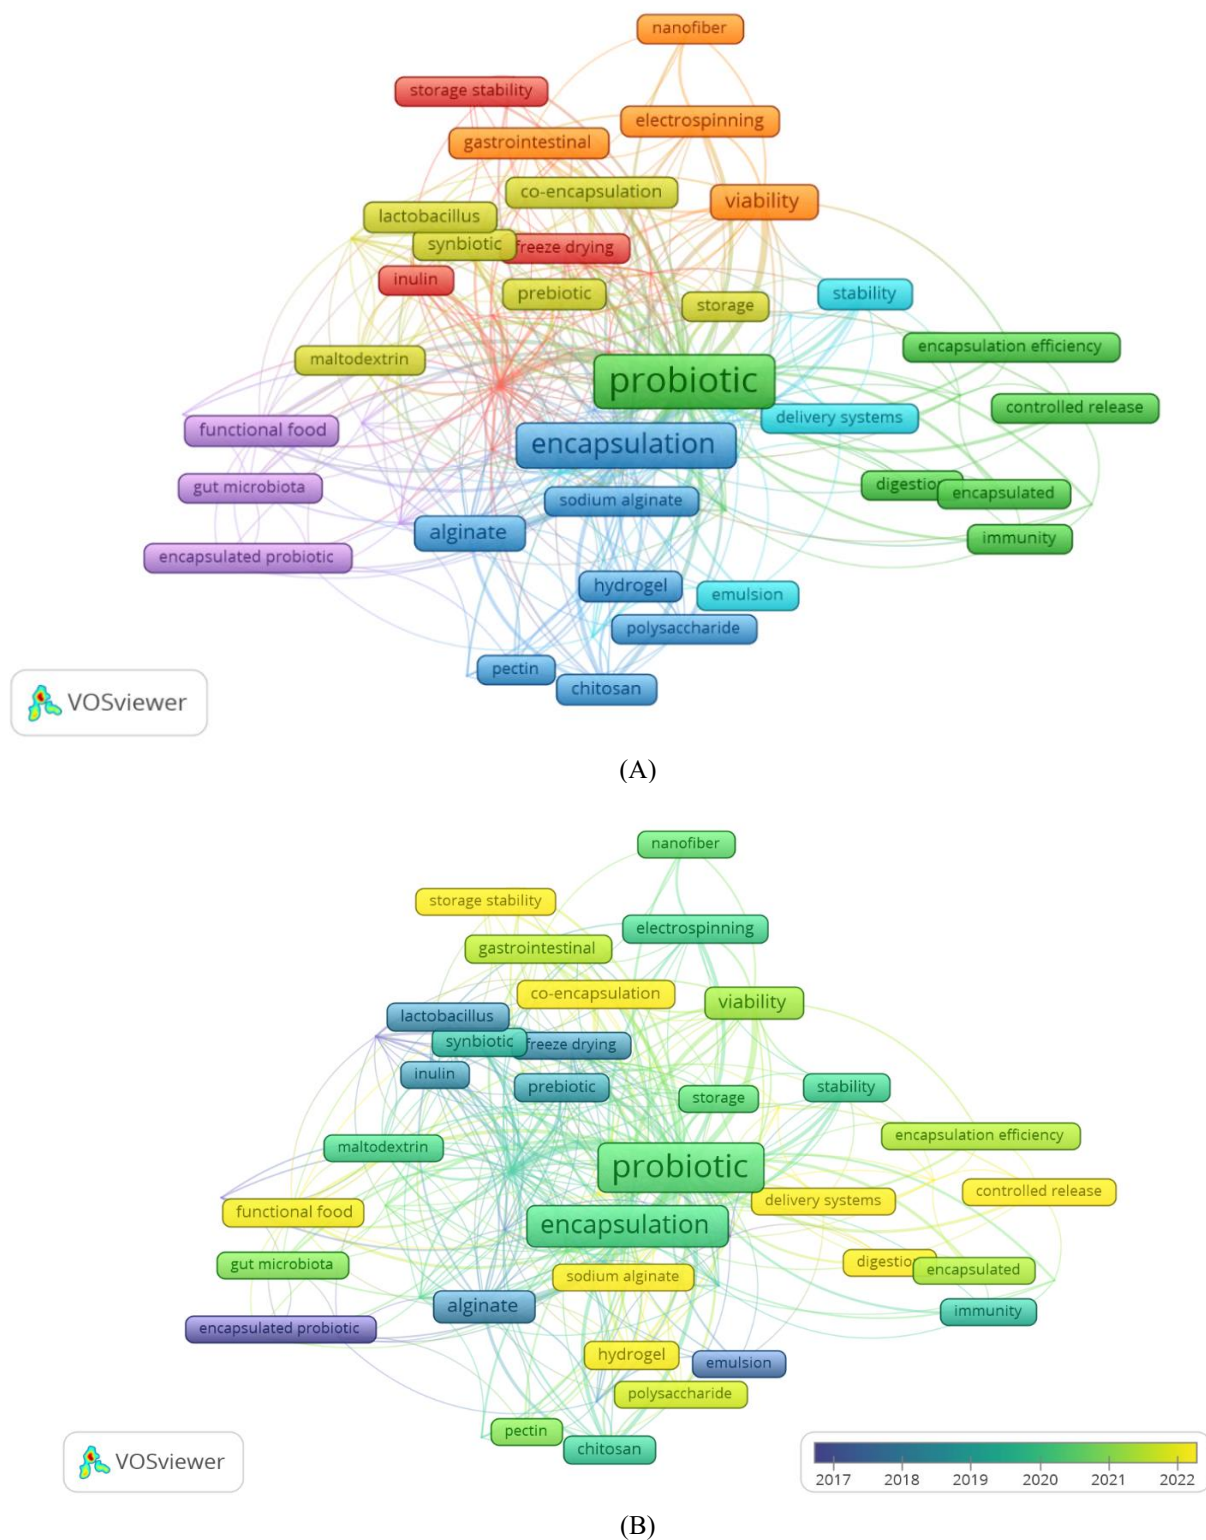 nanofiber
storage stability
electrospinning
gastrointestinal
co-encapsulation
viability
lactobacillus
synbiotic
freeze drying
inulin
prebiotic
storage
stability
maltodextrin
encapsulation efficiency
probiotic
controlled release
functional food
delivery systems
encapsulation
gut microbiota
digestion
encapsulated
sodium alginate
alginate
immunity
encapsulated probiotic
hydrogel
emulsion
polysaccharide
pectin
chitosan
VOSviewer
(A)
nanofiber
storage stability
electrospinning
gastrointestinal
co-encapsulation
viability
lactobacillus
synbiotic
freeze drying
inulin
prebiotic
stability
storage
encapsulation efficiency
maltodextrin
probiotic
controlled release
delivery systems
functional food
encapsulation
gut microbiota
digestion
encapsulated
sodium alginate
alginate
immunity
encapsulated probiotic
hydrogel
emulsion
polysaccharide
pectin
chitosan
VOSviewer
2017 2018 2019 2020 2021 2022
(B)